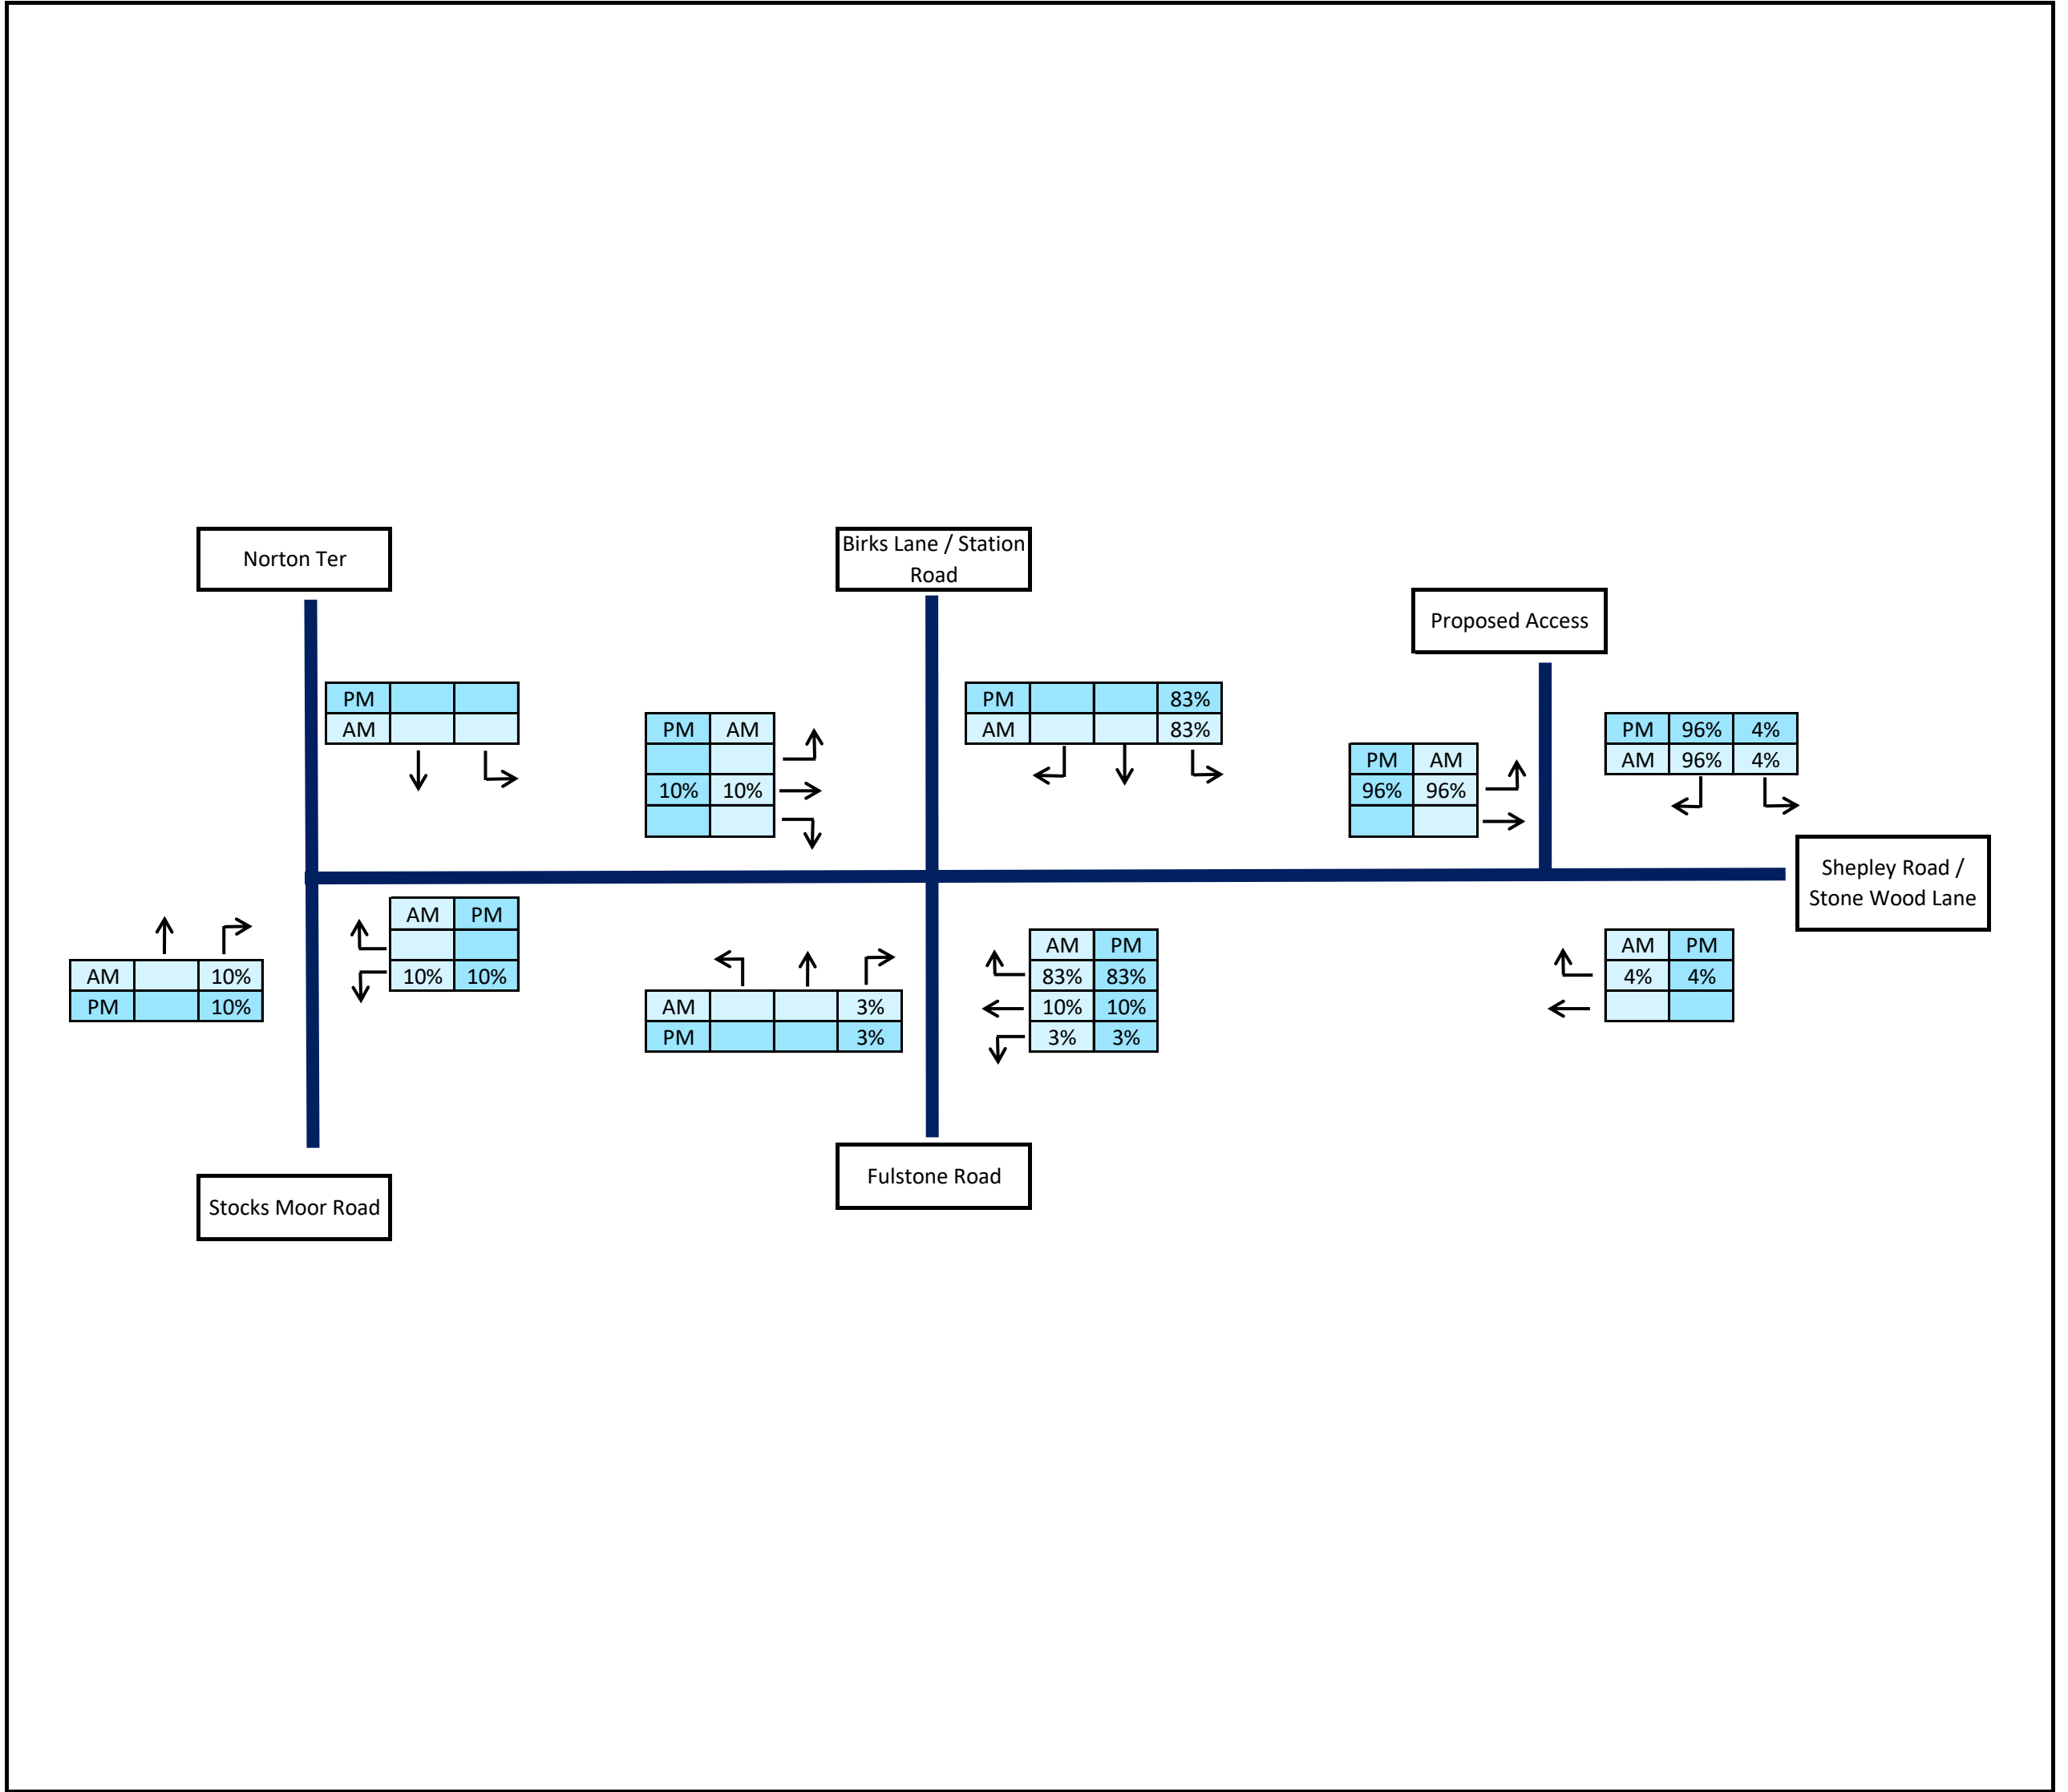 Norton Ter
Birks Lane / Station
Road
Proposed Access
PM
AM
PM AM
10% 10%
PM 83%
AM 83%
PM AM
96% 96%
PM 96% 4%
AM 96% 4%
Shepley Road /
Stone Wood Lane
AM 10%
PM 10%
AM PM
10% 10%
AM 3%
PM 3%
AM PM
83% 83%
10% 10%
3% 3%
AM PM
4% 4%
Stocks Moor Road
Fulstone Road